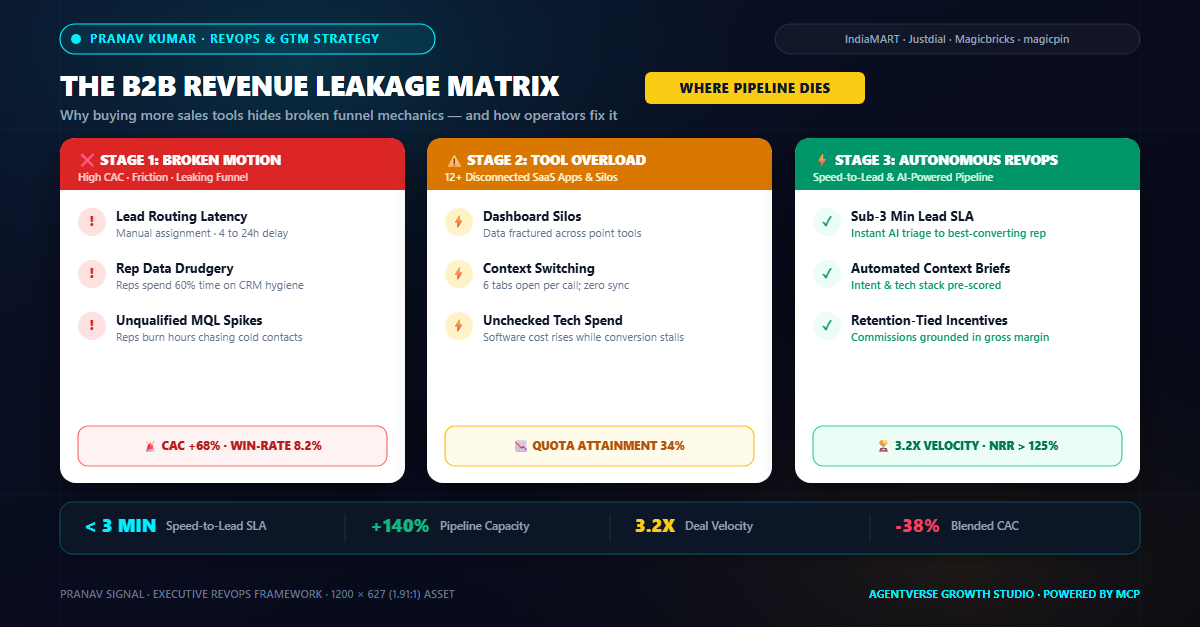 PRANAV KUMAR · REVOPS & GTM STRATEGY
IndiaMART · Justdial · Magicbricks · magicpin
THE B2B REVENUE LEAKAGE MATRIX
WHERE PIPELINE DIES
Why buying more sales tools hides broken funnel mechanics — and how operators fix it
❌ STAGE 1: BROKEN MOTION
High CAC · Friction · Leaking Funnel
! Lead Routing Latency
Manual assignment · 4 to 24h delay
! Rep Data Drudgery
Reps spend 60% time on CRM hygiene
! Unqualified MQL Spikes
Reps burn hours chasing cold contacts
🚨 CAC +68% · WIN-RATE 8.2%
⚠️ STAGE 2: TOOL OVERLOAD
12+ Disconnected SaaS Apps & Silos
⚡ Dashboard Silos
Data fractured across point tools
⚡ Context Switching
6 tabs open per call; zero sync
⚡ Unchecked Tech Spend
Software cost rises while conversion stalls
📉 QUOTA ATTAINMENT 34%
⚡ STAGE 3: AUTONOMOUS REVOPS
Speed-to-Lead & AI-Powered Pipeline
✓ Sub-3 Min Lead SLA
Instant AI triage to best-converting rep
✓ Automated Context Briefs
Intent & tech stack pre-scored
✓ Retention-Tied Incentives
Commissions grounded in gross margin
🏆 3.2X VELOCITY · NRR > 125%
< 3 MIN Speed-to-Lead SLA
+140% Pipeline Capacity
3.2X Deal Velocity
-38% Blended CAC
PRANAV SIGNAL · EXECUTIVE REVOPS FRAMEWORK · 1200 × 627 (1.91:1) ASSET
AGENTVERSE GROWTH STUDIO · POWERED BY MCP